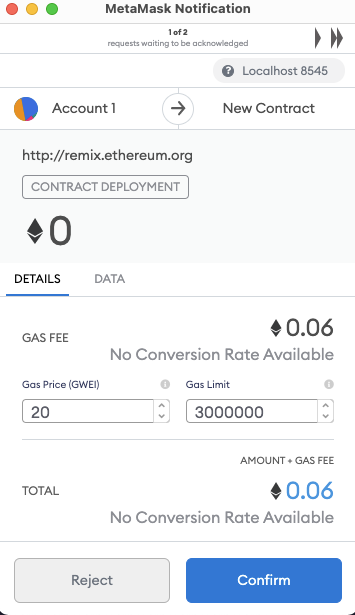 MetaMask Notification
1 of 2
requests waiting to be acknowledged
Localhost 8545
Account 1
New Contract
http://remix.ethereum.org
CONTRACT DEPLOYMENT
0
DETAILS
DATA
GAS FEE
0.06
No Conversion Rate Available
Gas Price (GWEI)
Gas Limit
20
3000000
AMOUNT + GAS FEE
TOTAL
0.06
No Conversion Rate Available
Reject
Confirm